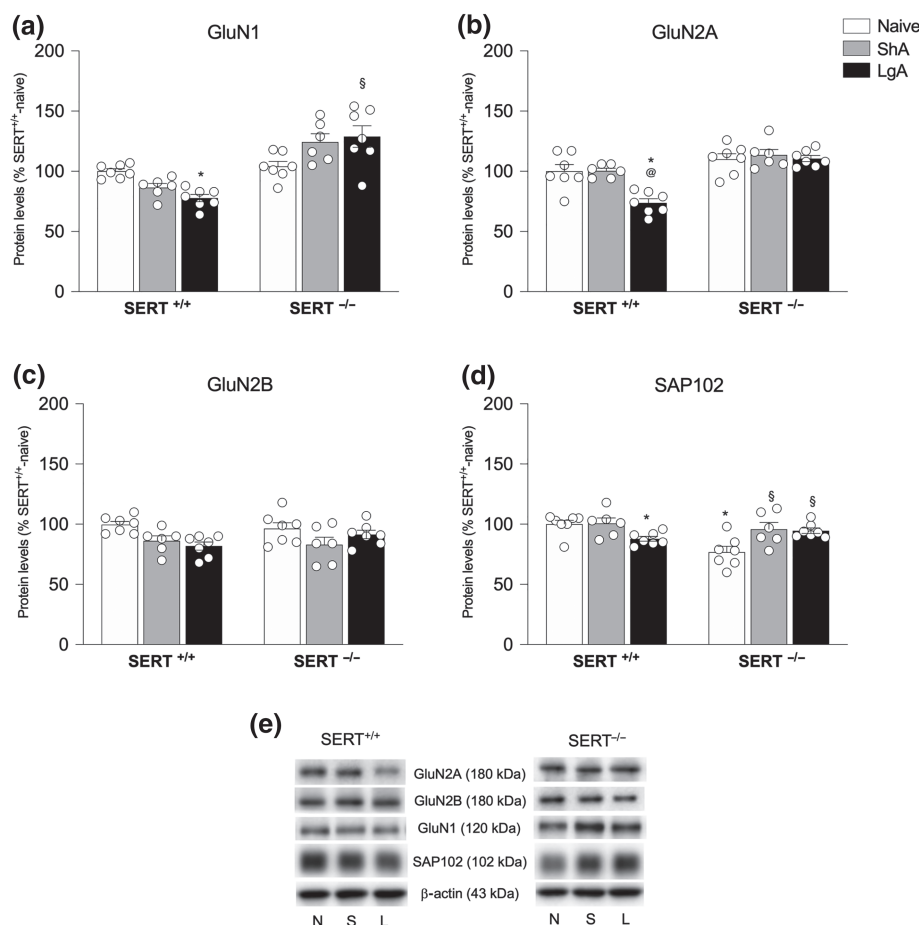 (a)
GluN1
200
150
100
50
0
Protein levels (% SERT+/+-naive)
*
§
SERT +/+
SERT –/–
(b)
GluN2A
200
150
100
50
0
Protein levels (% SERT+/+-naive)
*
@
SERT +/+
SERT –/–
Naive
ShA
LgA
(c)
GluN2B
200
150
100
50
0
Protein levels (% SERT+/+-naive)
SERT +/+
SERT –/–
(d)
SAP102
200
150
100
50
0
Protein levels (% SERT+/+-naive)
*
*
§
§
SERT +/+
SERT –/–
(e)
SERT+/+
SERT–/–
GluN2A (180 kDa)
GluN2B (180 kDa)
GluN1 (120 kDa)
SAP102 (102 kDa)
β-actin (43 kDa)
N S L
N S L